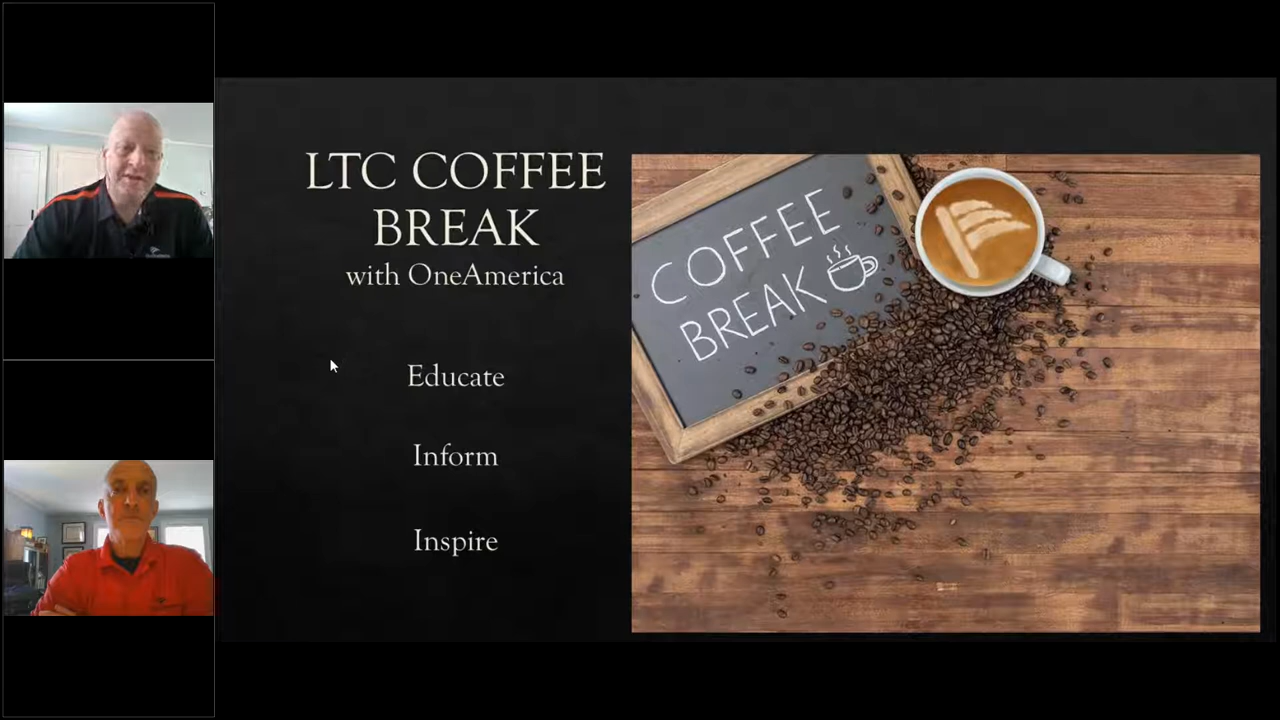 LTC COFFEE
BREAK
with OneAmerica
Educate
Inform
Inspire
COFFEE
BREAK